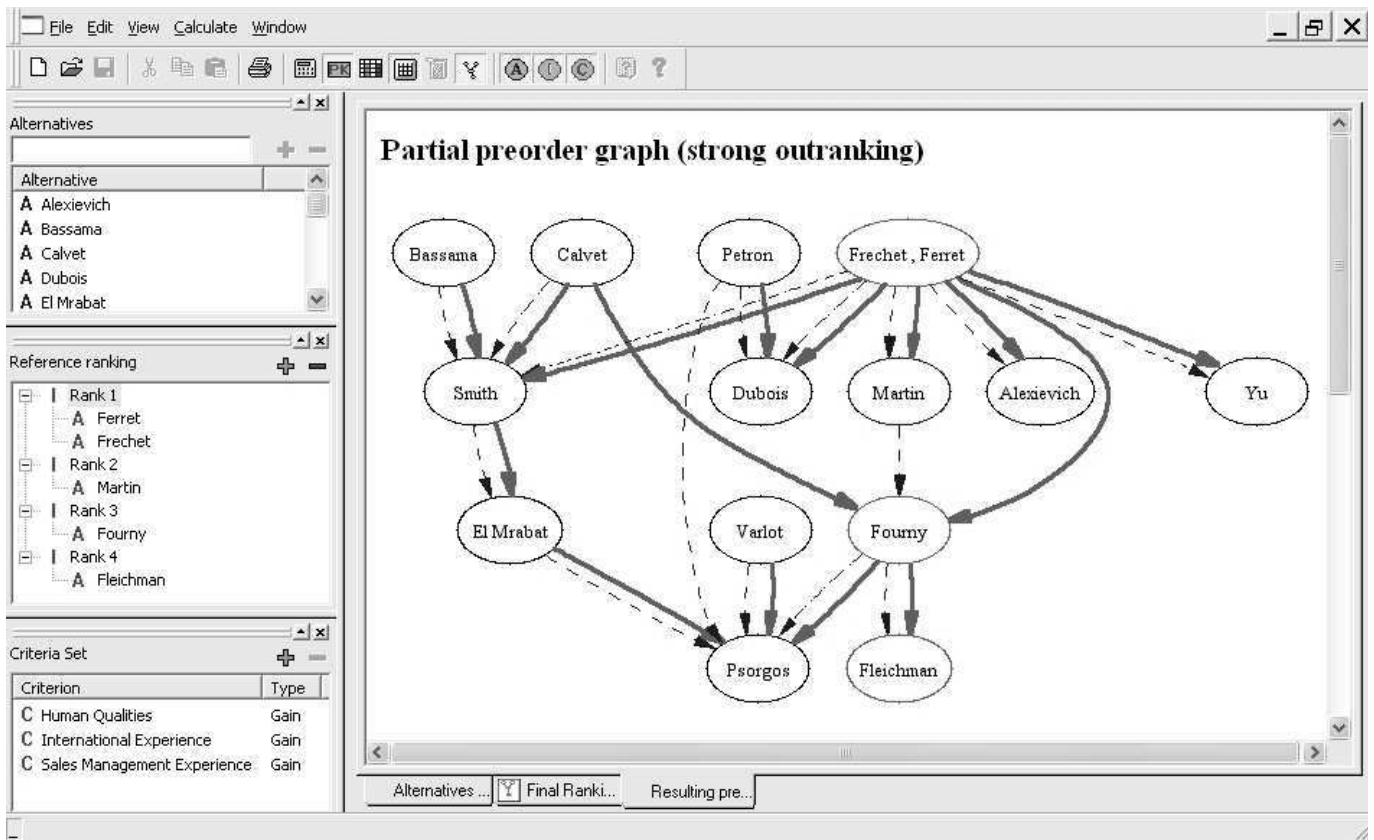 File Edit View Calculate Window
PK A I C ?
Alternatives
Alternative
A Alexievich
A Bassama
A Calvet
A Dubois
A El Mrabat
Reference ranking
I Rank 1
A Ferret
A Frechet
I Rank 2
A Martin
I Rank 3
A Fourny
I Rank 4
A Fleichman
Criteria Set
Criterion Type
C Human Qualities Gain
C International Experience Gain
C Sales Management Experience Gain
Partial preorder graph (strong outranking)
Bassama Calvet Petron Frechet , Ferret
Smith Dubois Martin Alexievich Yu
El Mrabat Varlot Fourny
Psorgos Fleichman
Alternatives ... Final Ranki... Resulting pre...